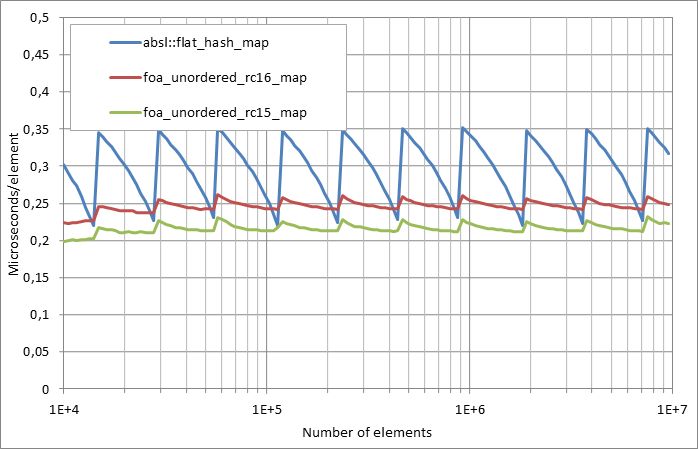 0,5
0,45
0,4
0,35
0,3
0,25
0,2
0,15
0,1
0,05
0
Microseconds/element
absl::flat_hash_map
foa_unordered_rc16_map
foa_unordered_rc15_map
1E+4 1E+5 1E+6 1E+7
Number of elements